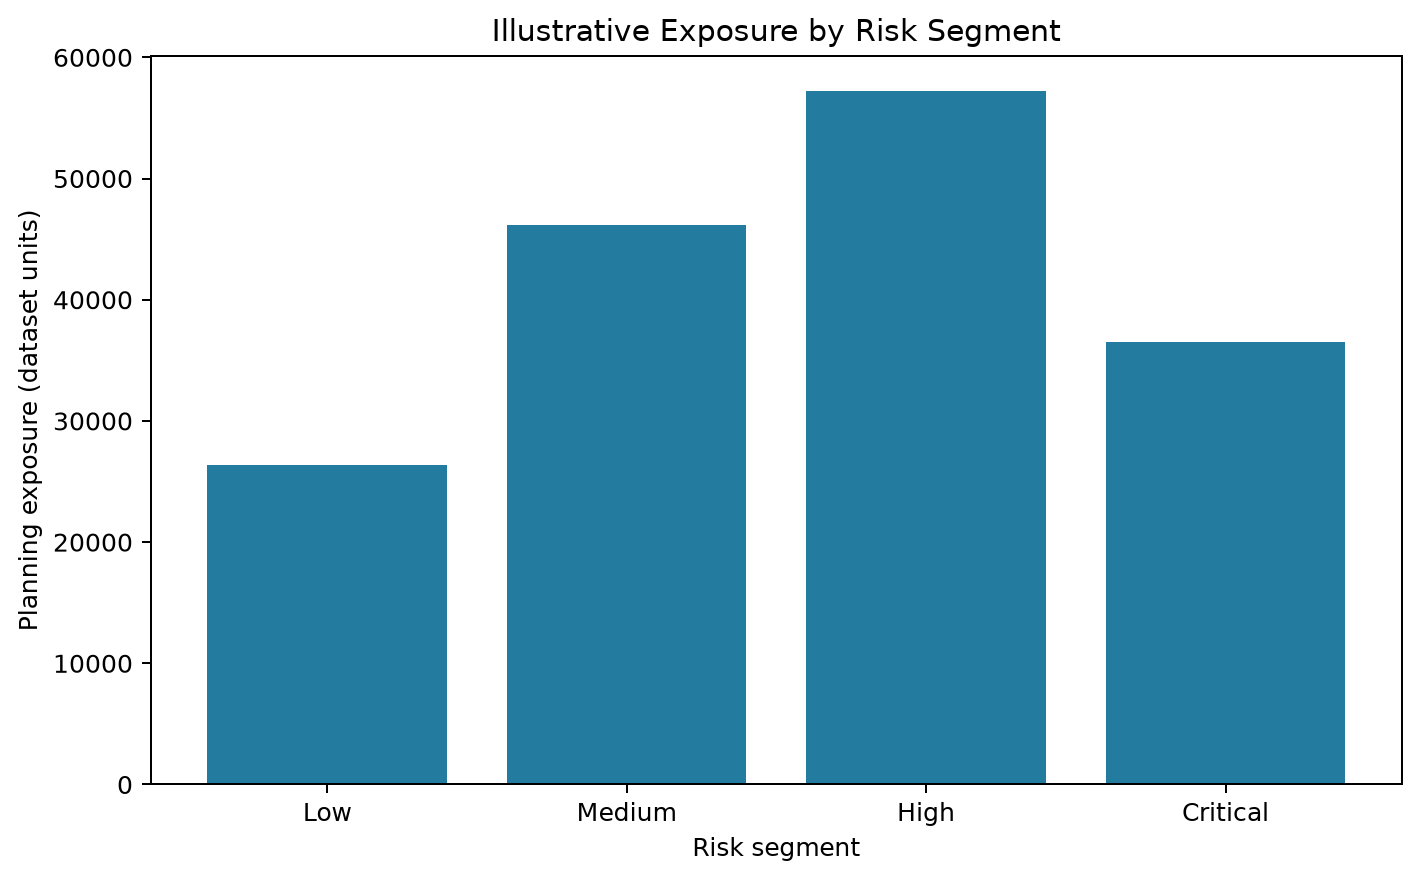 Illustrative Exposure by Risk Segment
Planning exposure (dataset units)
60000
50000
40000
30000
20000
10000
0
Low Medium High Critical
Risk segment